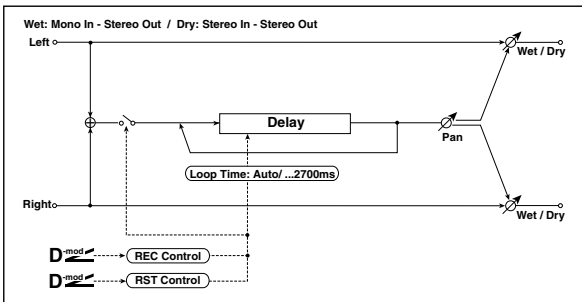 Wet: Mono In - Stereo Out / Dry: Stereo In - Stereo Out
Left
Wet / Dry
Delay
Pan
Loop Time: Auto/ ...2700ms
Right
Wet / Dry
D-mod REC Control
D-mod RST Control